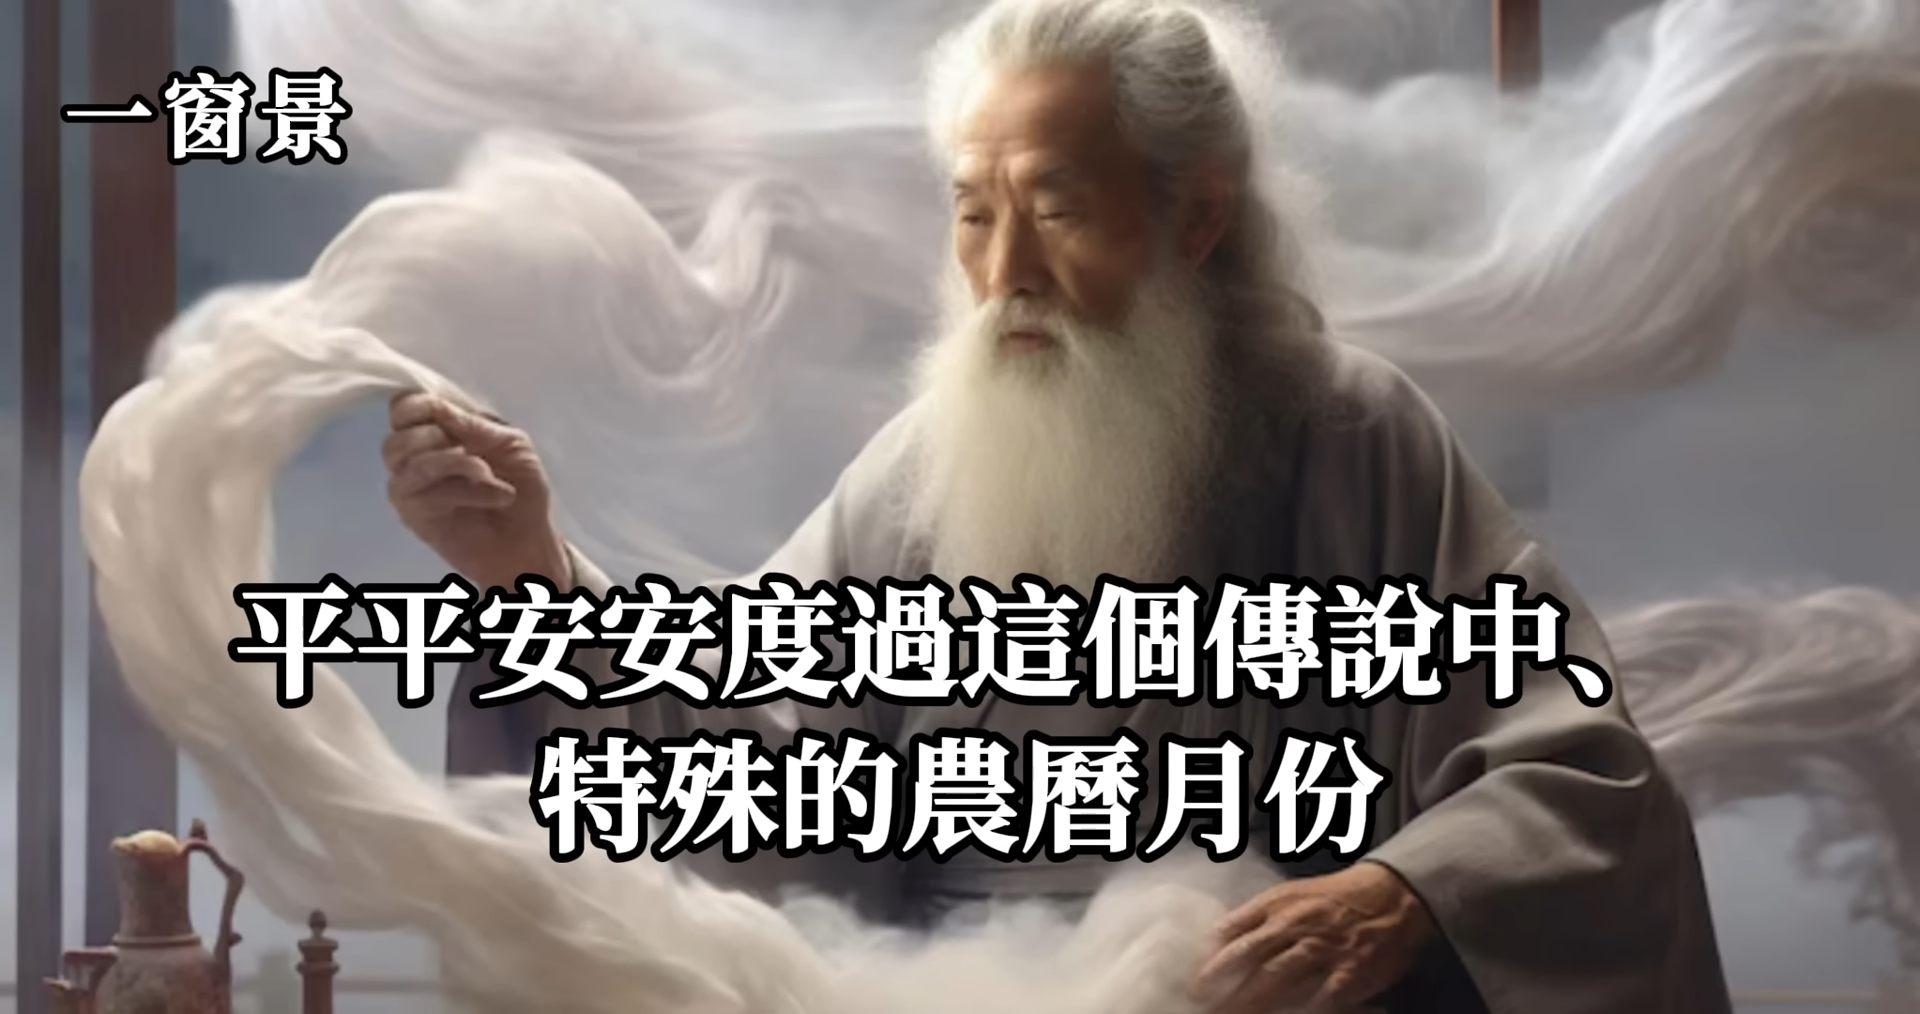 一窗景
平平安安度過這個傳說中、
特殊的農曆月份